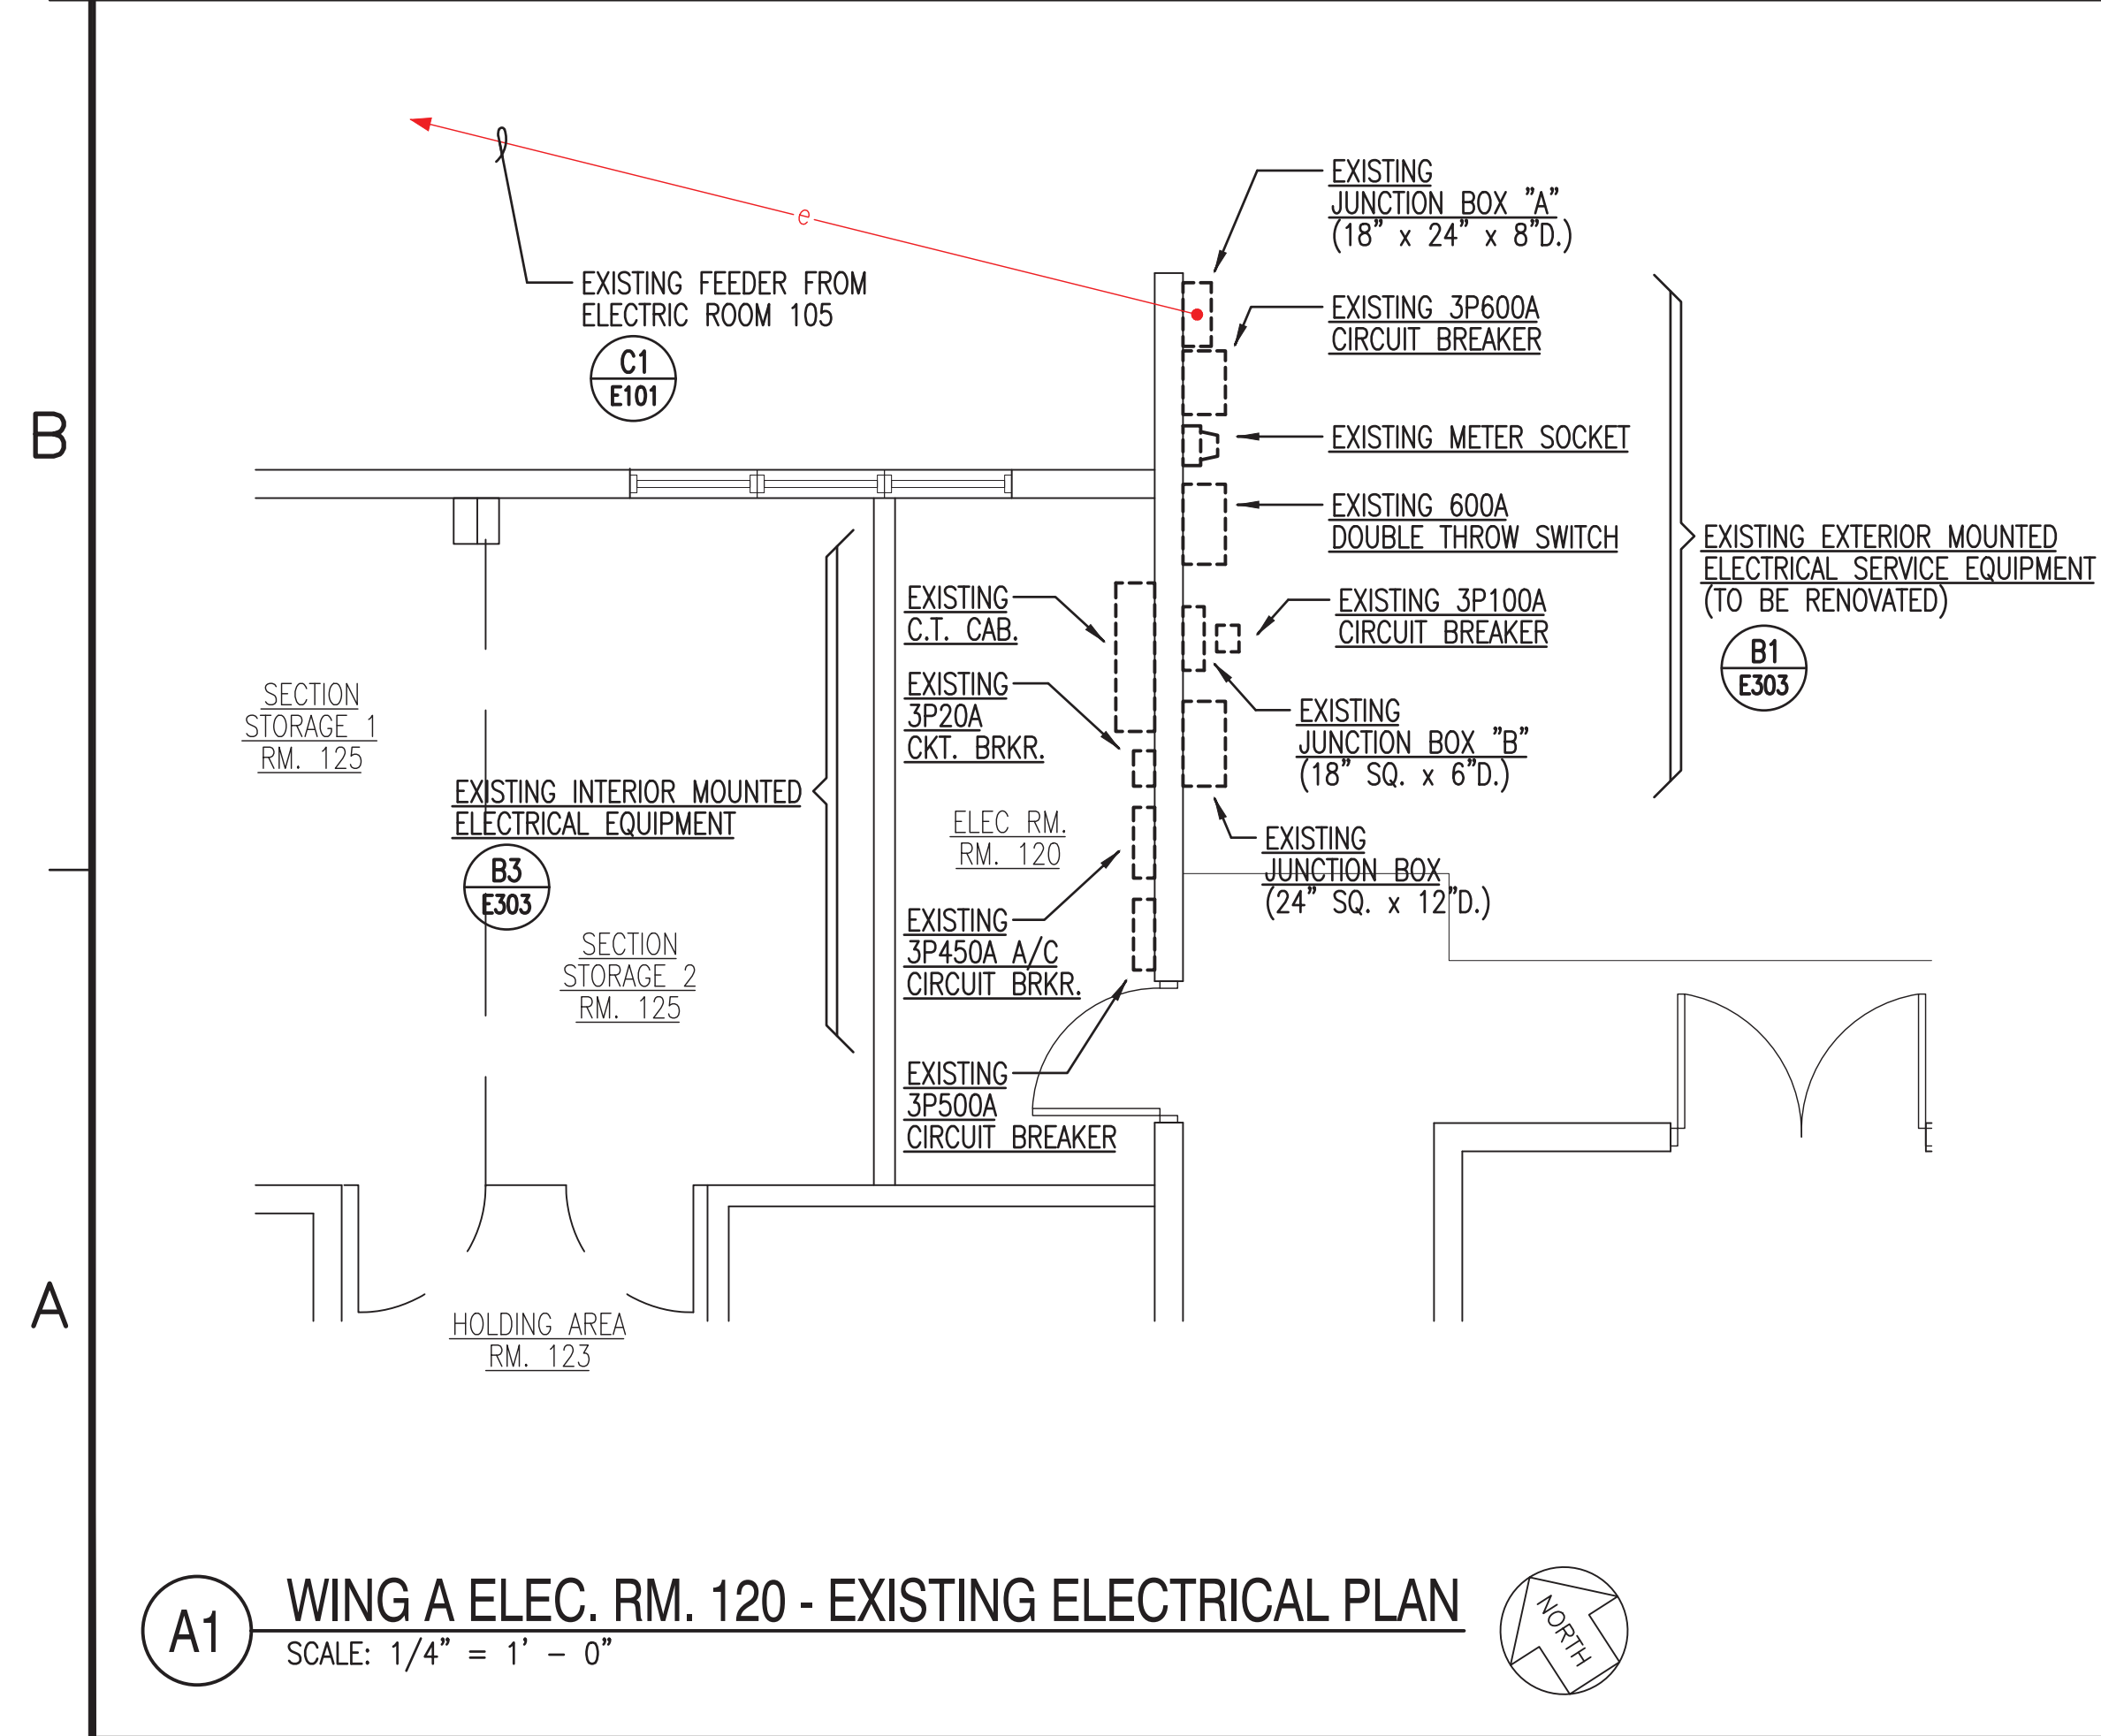 EXISTING
JUNCTION BOX "A"
(18" x 24" x 8"D.)
e
EXISTING FEEDER FROM
ELECTRIC ROOM 105
C1
E101
EXISTING 3P600A
CIRCUIT BREAKER
B
EXISTING METER SOCKET
EXISTING 600A
DOUBLE THROW SWITCH
EXISTING EXTERIOR MOUNTED
ELECTRICAL SERVICE EQUIPMENT
(TO BE RENOVATED)
B1
E303
EXISTING
C.T. CAB.
EXISTING 3P100A
CIRCUIT BREAKER
SECTION
STORAGE 1
RM. 125
EXISTING
3P20A
CKT. BRKR.
EXISTING
JUNCTION BOX "B"
(18" SQ. x 6"D.)
EXISTING INTERIOR MOUNTED
ELECTRICAL EQUIPMENT
B3
E303
ELEC RM.
RM. 120
EXISTING
JUNCTION BOX
(24" SQ. x 12"D.)
SECTION
STORAGE 2
RM. 125
EXISTING
3P450A A/C
CIRCUIT BRKR.
EXISTING
3P500A
CIRCUIT BREAKER
A
HOLDING AREA
RM. 123
A1
WING A ELEC. RM. 120 - EXISTING ELECTRICAL PLAN
SCALE: 1/4" = 1' - 0"
NORTH